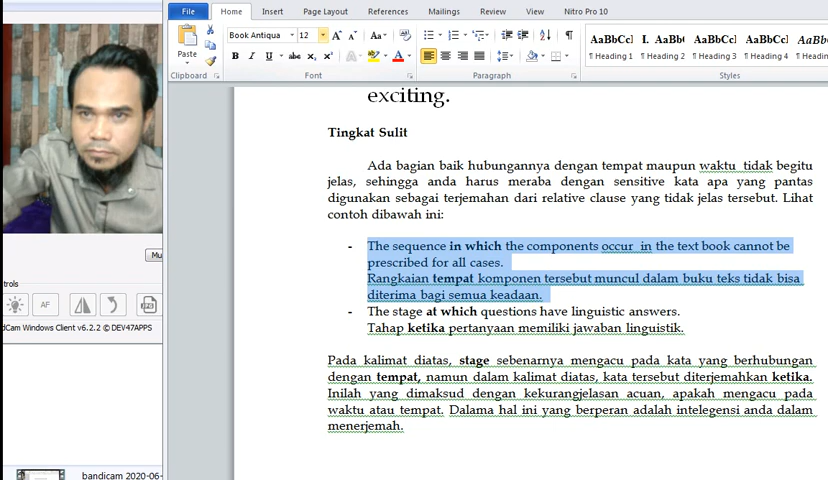 File Home Insert Page Layout References Mailings Review View Nitro Pro 10
Paste
Book Antiqua 12
AaBbCcI I. AaBb( AaBbCcI AaBbCcI AaBbCcI AaBbC
¶ Heading 1 ¶ Heading 2 ¶ Heading 3 ¶ Heading 4
Clipboard Font Paragraph Styles
exciting.
Tingkat Sulit
Ada bagian baik hubungannya dengan tempat maupun waktu tidak begitu
jelas, sehingga anda harus meraba dengan sensitive kata apa yang pantas
digunakan sebagai terjemahan dari relative clause yang tidak jelas tersebut. Lihat
contoh dibawah ini:
- The sequence in which the components occur in the text book cannot be
prescribed for all cases.
Rangkaian tempat komponen tersebut muncul dalam buku teks tidak bisa
diterima bagi semua keadaan.
- The stage at which questions have linguistic answers.
Tahap ketika pertanyaan memiliki jawaban linguistik.
Pada kalimat diatas, stage sebenarnya mengacu pada kata yang berhubungan
dengan tempat, namun dalam kalimat diatas, kata tersebut diterjemahkan ketika.
Inilah yang dimaksud dengan kekurangjelasan acuan, apakah mengacu pada
waktu atau tempat. Dalama hal ini yang berperan adalah intelegensi anda dalam
menerjemah.
Mu
trols
AF
dCam Windows Client v6.2.2 © DEV47APPS
bandicam 2020-06-